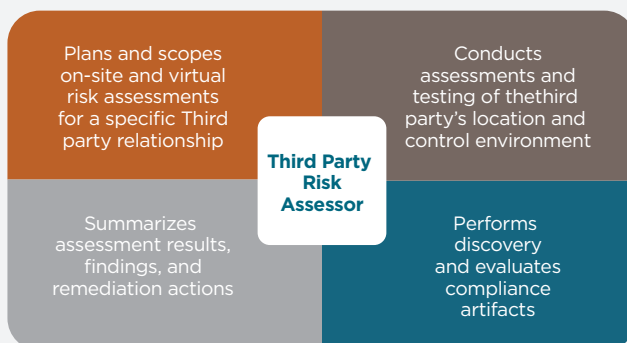 Plans and scopes
on-site and virtual
risk assessments
for a specific Third
party relationship
Conducts
assessments and
testing of thethird
party's location and
control environment
Third Party
Risk
Assessor
Summarizes
assessment results,
findings, and
remediation actions
Performs
discovery
and evaluates
compliance
artifacts